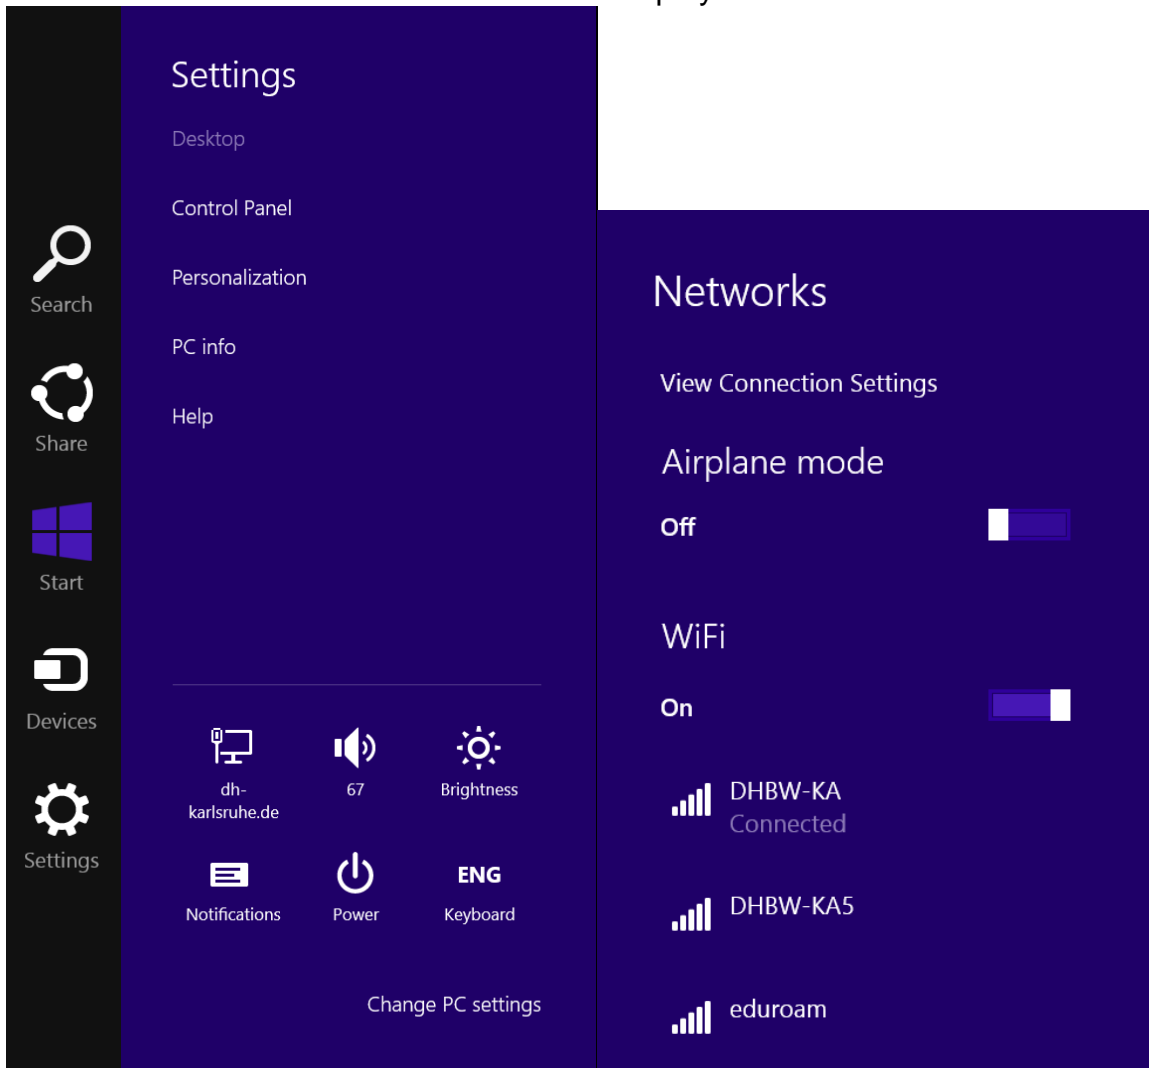 Search
Share
Start
Devices
Settings
Settings
Desktop
Control Panel
Personalization
PC info
Help
dh-
karlsruhe.de
67
Brightness
Notifications
Power
ENG
Keyboard
Change PC settings
Networks
View Connection Settings
Airplane mode
Off
WiFi
On
DHBW-KA
Connected
DHBW-KA5
eduroam